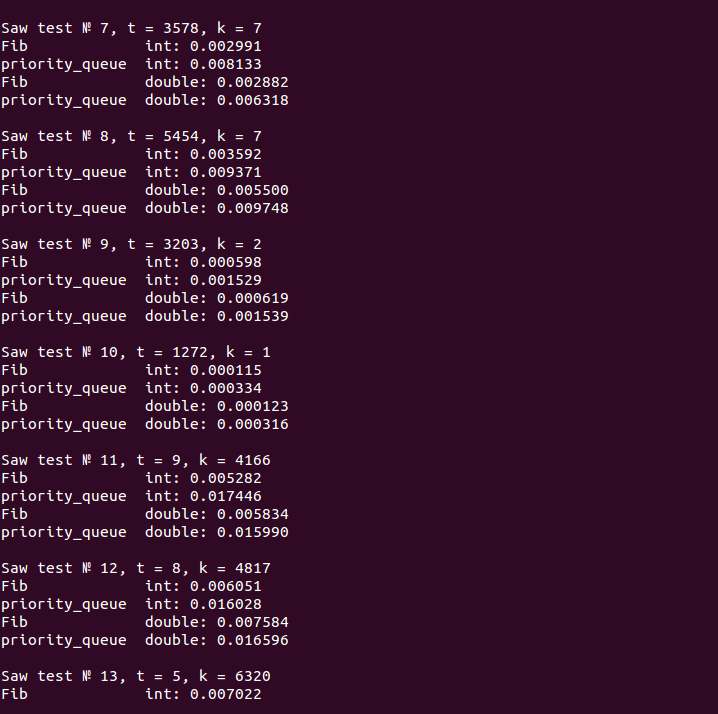 Saw test № 7, t = 3578, k = 7
Fib             int: 0.002991
priority_queue  int: 0.008133
Fib             double: 0.002882
priority_queue  double: 0.006318

Saw test № 8, t = 5454, k = 7
Fib             int: 0.003592
priority_queue  int: 0.009371
Fib             double: 0.005500
priority_queue  double: 0.009748

Saw test № 9, t = 3203, k = 2
Fib             int: 0.000598
priority_queue  int: 0.001529
Fib             double: 0.000619
priority_queue  double: 0.001539

Saw test № 10, t = 1272, k = 1
Fib             int: 0.000115
priority_queue  int: 0.000334
Fib             double: 0.000123
priority_queue  double: 0.000316

Saw test № 11, t = 9, k = 4166
Fib             int: 0.005282
priority_queue  int: 0.017446
Fib             double: 0.005834
priority_queue  double: 0.015990

Saw test № 12, t = 8, k = 4817
Fib             int: 0.006051
priority_queue  int: 0.016028
Fib             double: 0.007584
priority_queue  double: 0.016596

Saw test № 13, t = 5, k = 6320
Fib             int: 0.007022